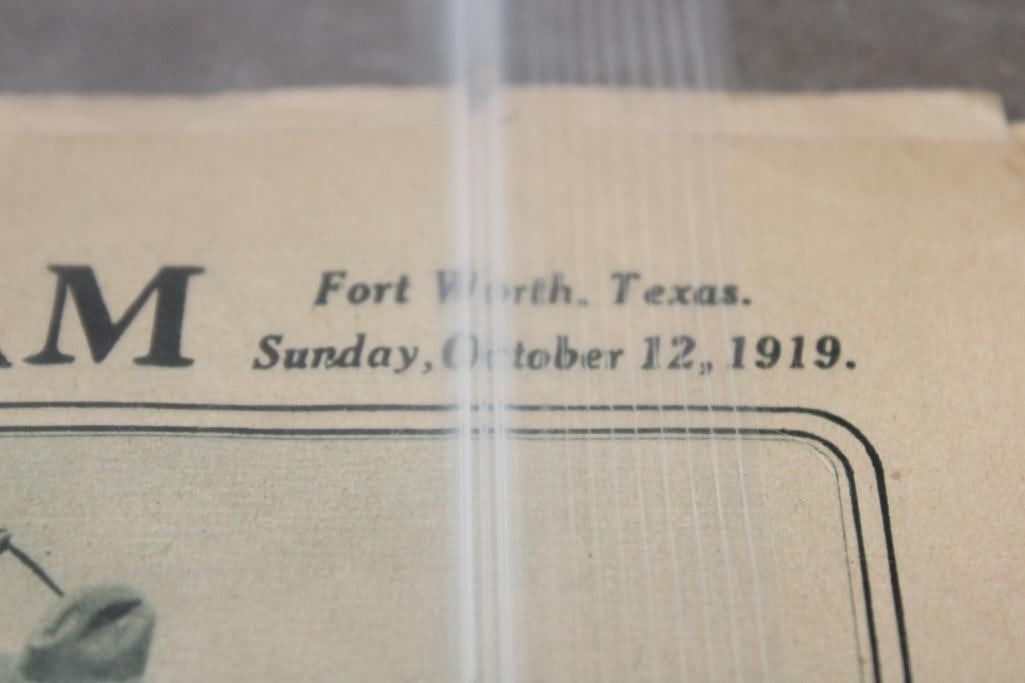 AM
Fort Worth. Texas.
Sunday, October 12,, 1919.